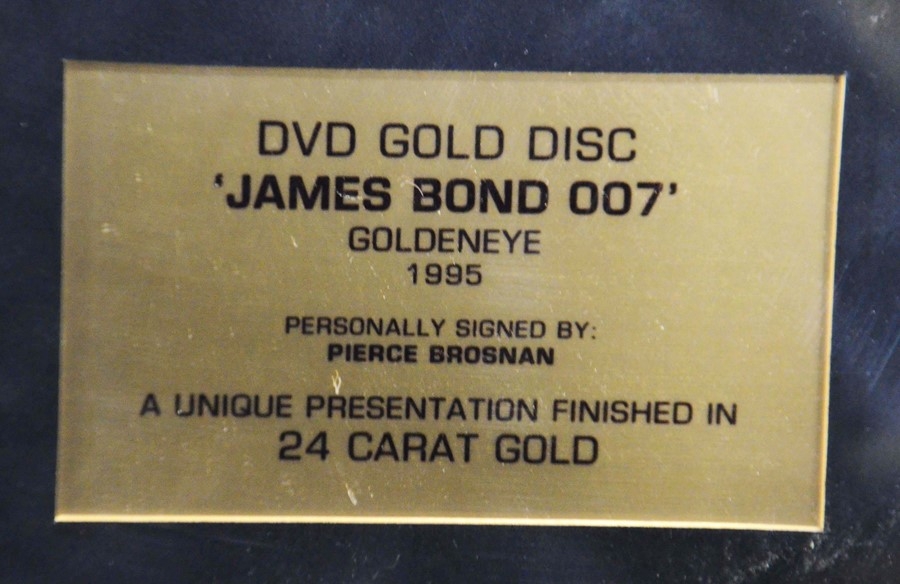 DVD GOLD DISC
‘JAMES BOND 007’
GOLDENEYE
1995
PERSONALLY SIGNED BY:
PIERCE BROSNAN
A UNIQUE PRESENTATION FINISHED IN
24 CARAT GOLD